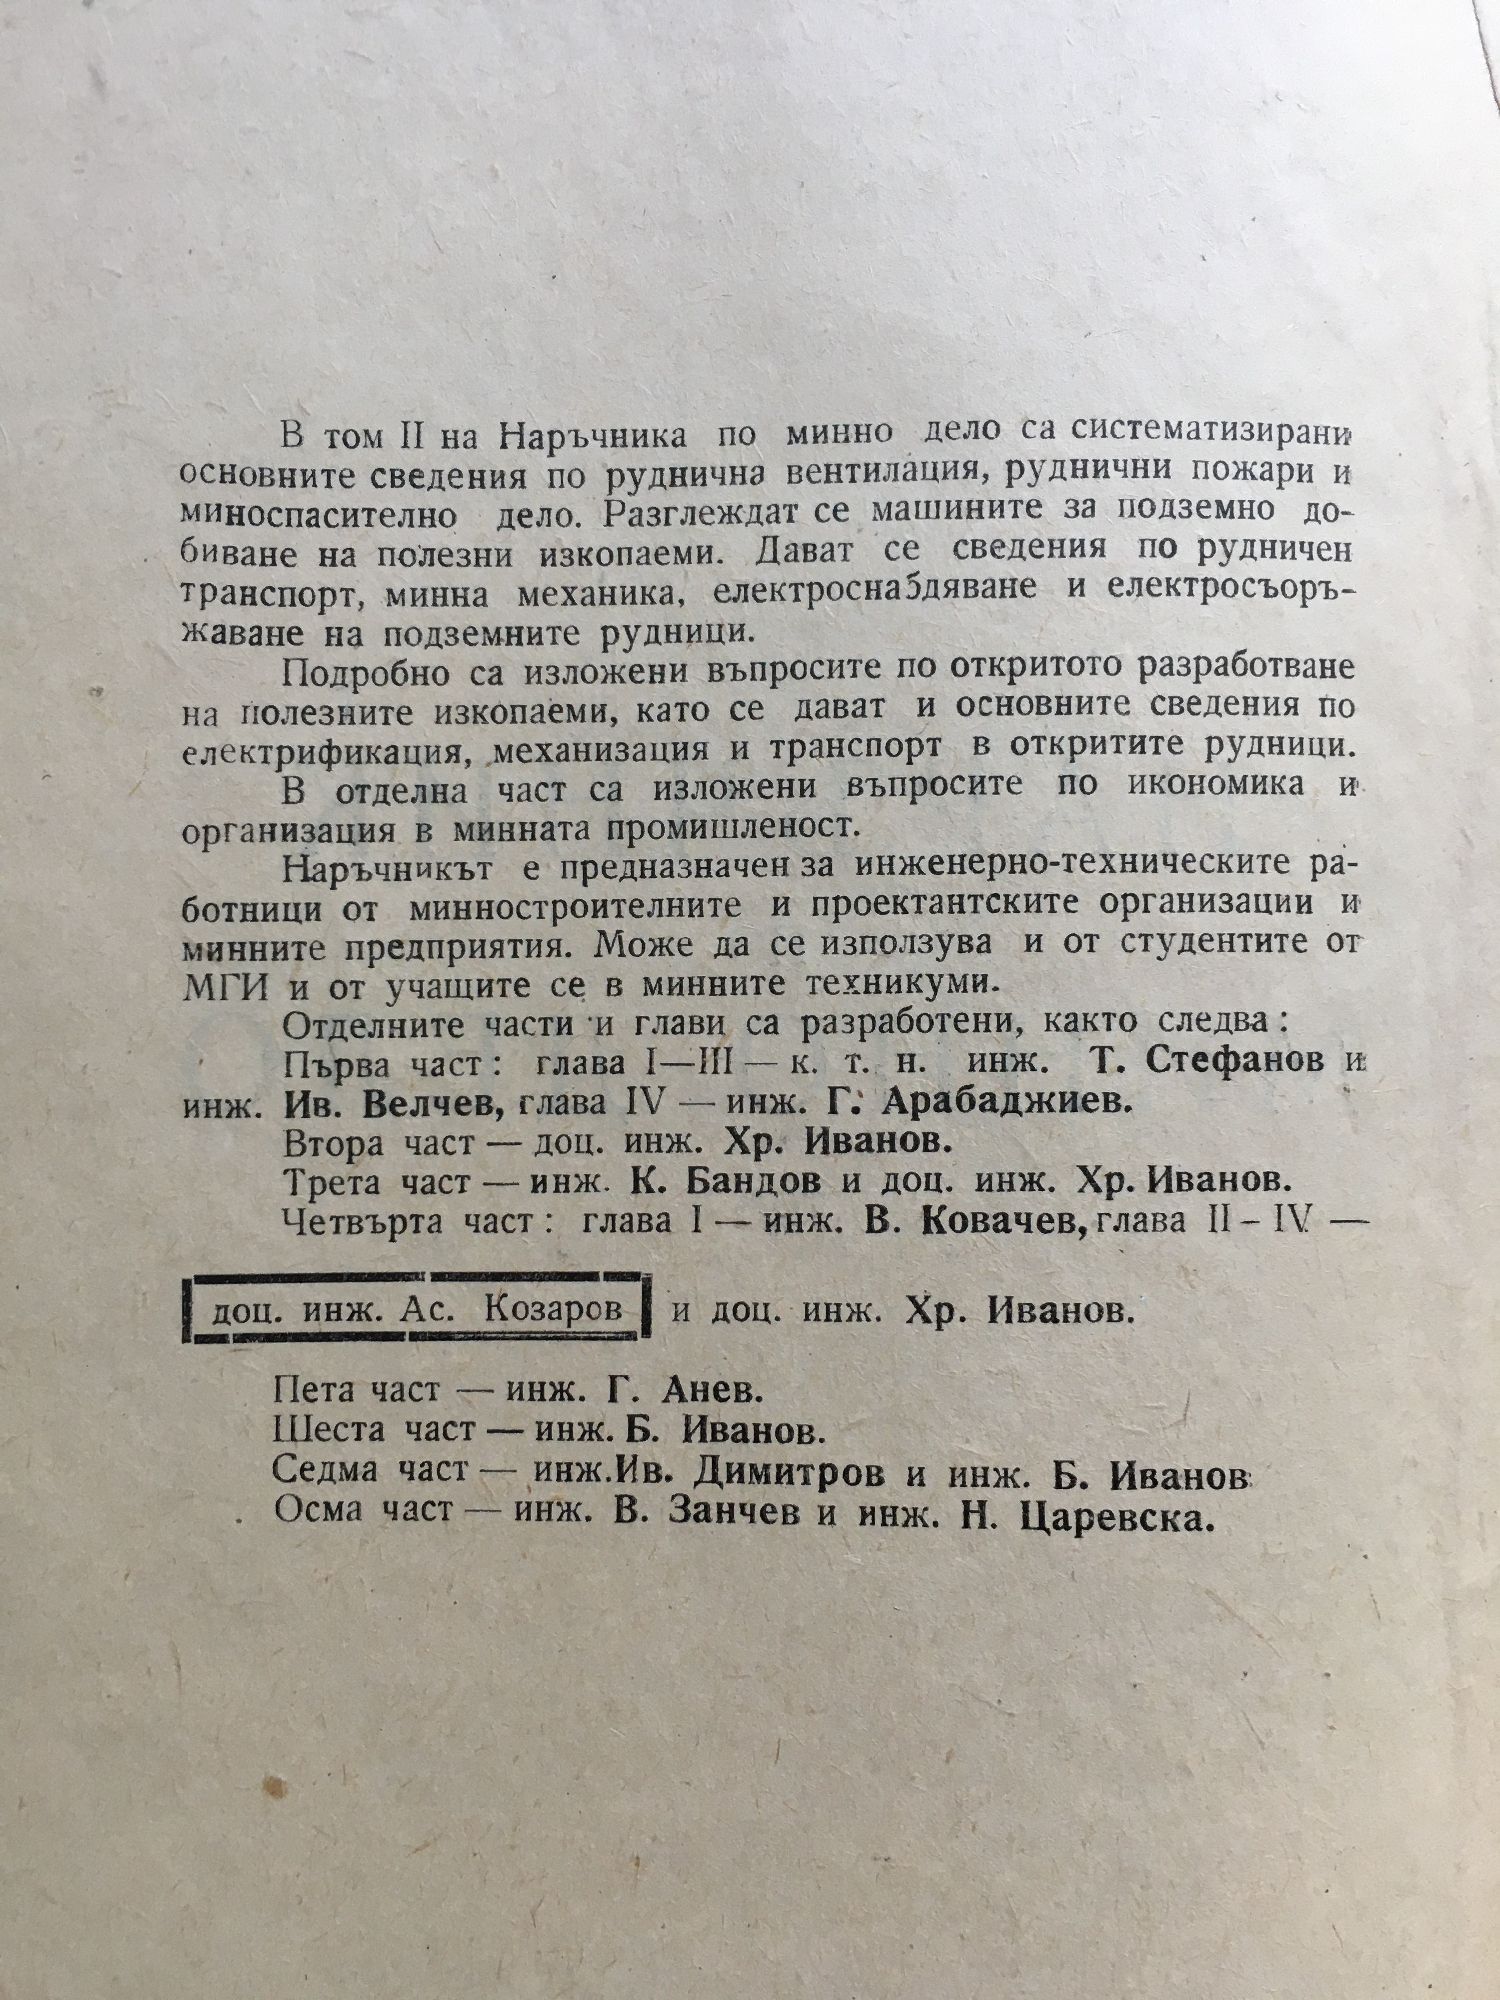 В том II на Наръчника по минно дело са систематизирани
основните сведения по руднична вентилация, руднични пожари и
миноспасително дело. Разглеждат се машините за подземно до-
биване на полезни изкопаеми. Дават се сведения по рудничен
транспорт, минна механика, електроснабдяване и електросъоръ-
жаване на подземните рудници.
Подробно са изложени въпросите по откритото разработване
на полезните изкопаеми, като се дават и основните сведения по
електрификация, механизация и транспорт в откритите рудници.
В отделна част са изложени въпросите по икономика и
организация в минната промишленост.
Наръчникът е предназначен за инженерно-техническите ра-
ботници от минностроителните и проектантските организации и
минните предприятия. Може да се използува и от студентите от
МГИ и от учащите се в минните техникуми.
Отделните части и глави са разработени, както следва:
Първа част: глава I—III — к. т. н. инж. Т. Стефанов и
инж. Ив. Велчев, глава IV — инж. Г. Арабаджиев.
Втора част — доц. инж. Хр. Иванов.
Трета част — инж. К. Бандов и доц. инж. Хр. Иванов.
Четвърта част: глава I — инж. В. Ковачев, глава II – IV —
доц. инж. Ас. Козаров и доц. инж. Хр. Иванов.
Пета част — инж. Г. Анев.
Шеста част — инж. Б. Иванов.
Седма част — инж.Ив. Димитров и инж. Б. Иванов
Осма част — инж. В. Занчев и инж. Н. Царевска.